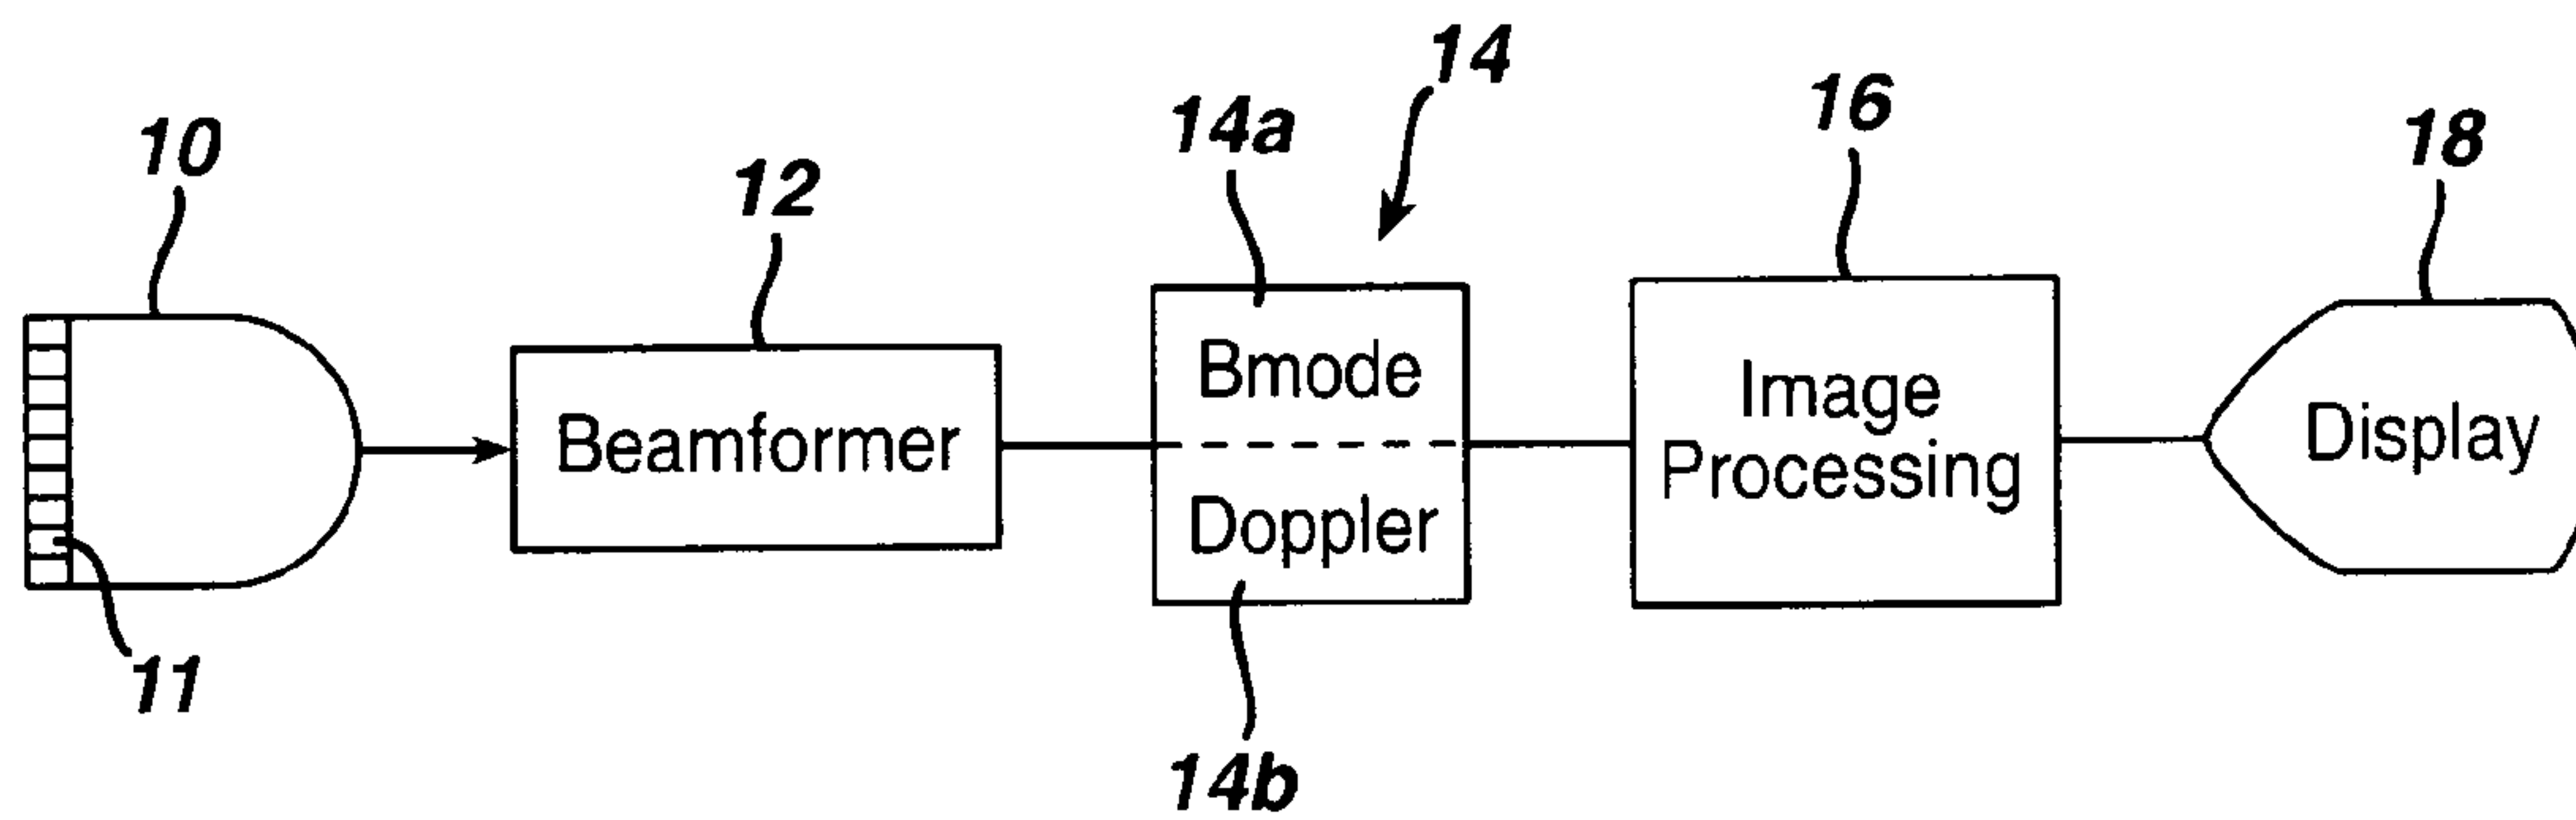 14
14a
16
10
18
12
Bmode
Image
Display
Beamformer
Processing
Doppler
11
14b